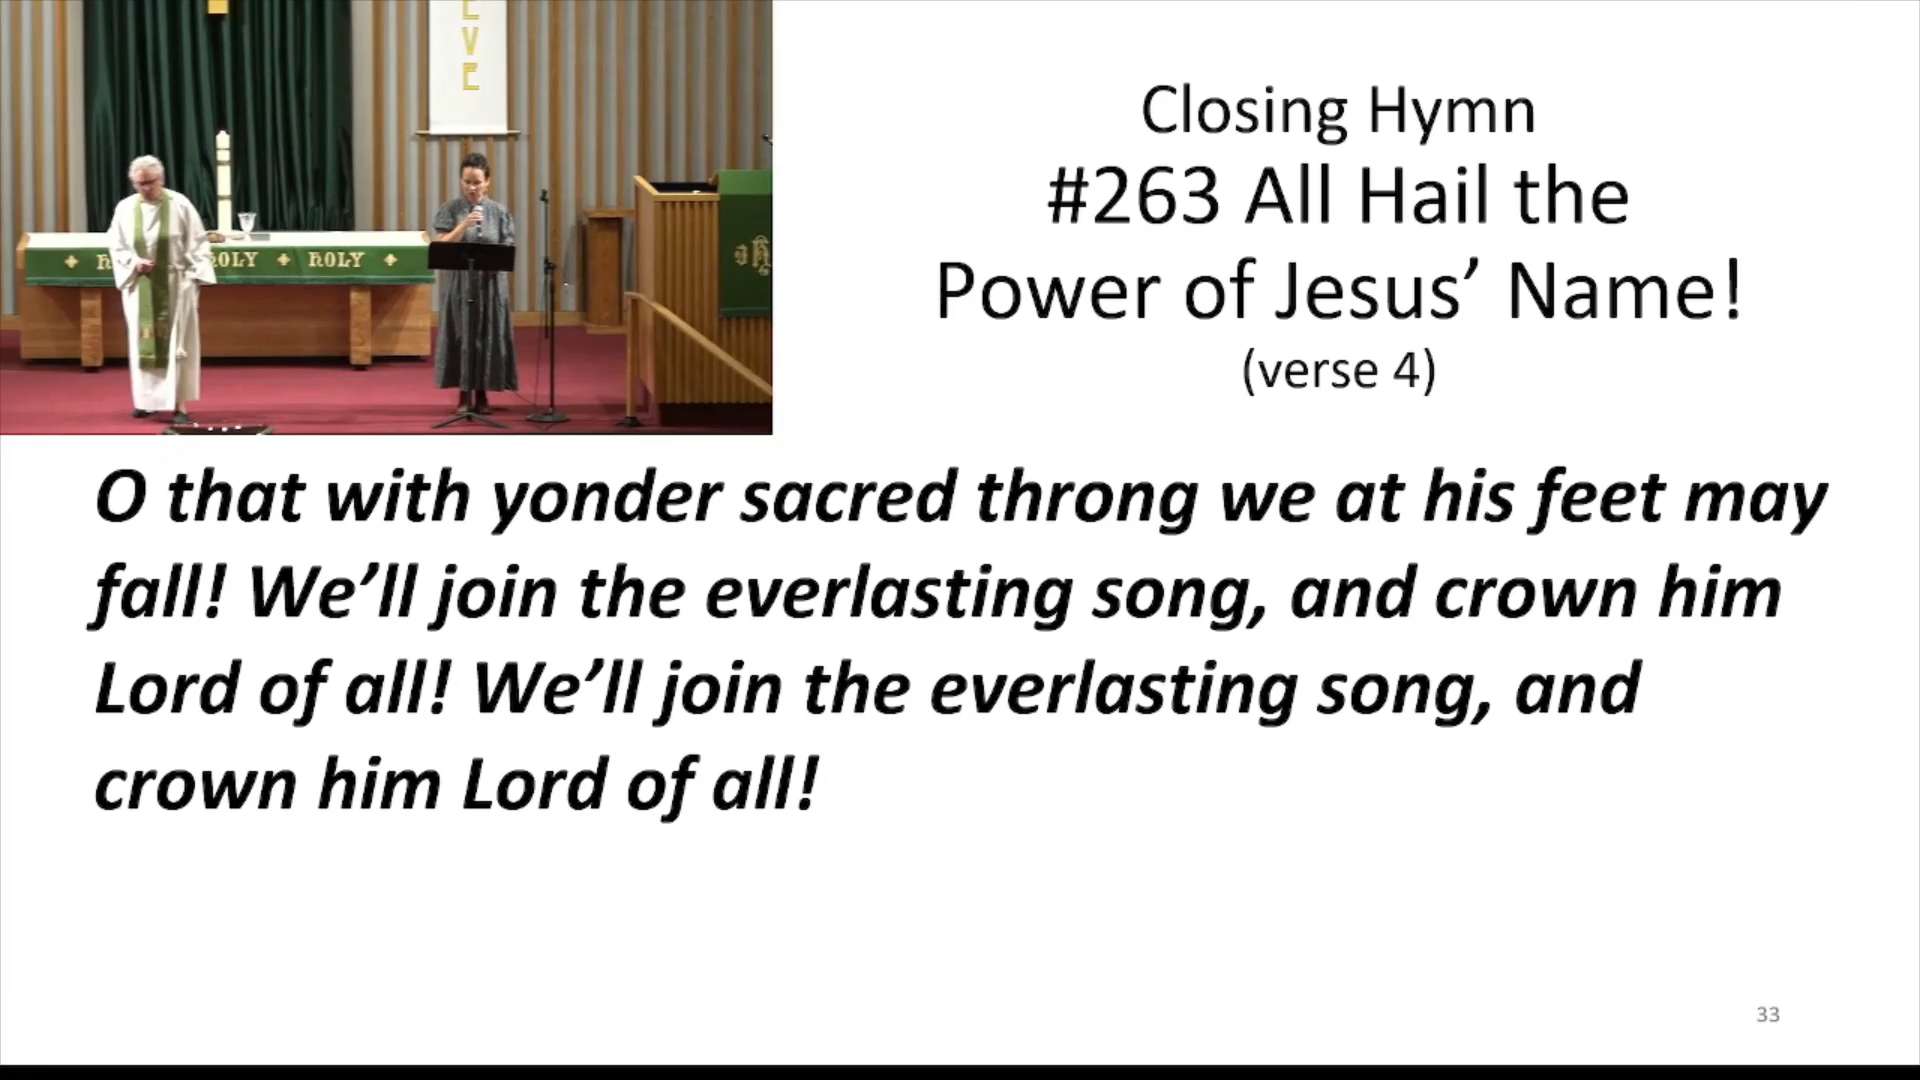 EVE
Closing Hymn
#263 All Hail the
Power of Jesus’ Name!
(verse 4)
OLY HOLY
O that with yonder sacred throng we at his feet may
fall! We’ll join the everlasting song, and crown him
Lord of all! We’ll join the everlasting song, and
crown him Lord of all!
33